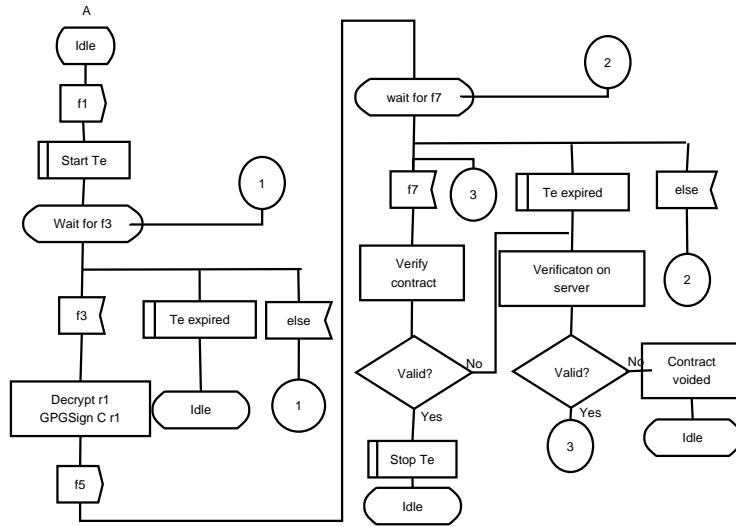 A
Idle
f1
Start Te
Wait for f3
1
f3
Te expired
else
Decrypt r1
GPGSign C r1
Idle
1
f5
wait for f7
2
f7
3
Te expired
else
Verify
contract
Verificaton on
server
2
Valid?
No
Valid?
No
Contract
voided
Yes
Yes
Stop Te
3
Idle
Idle